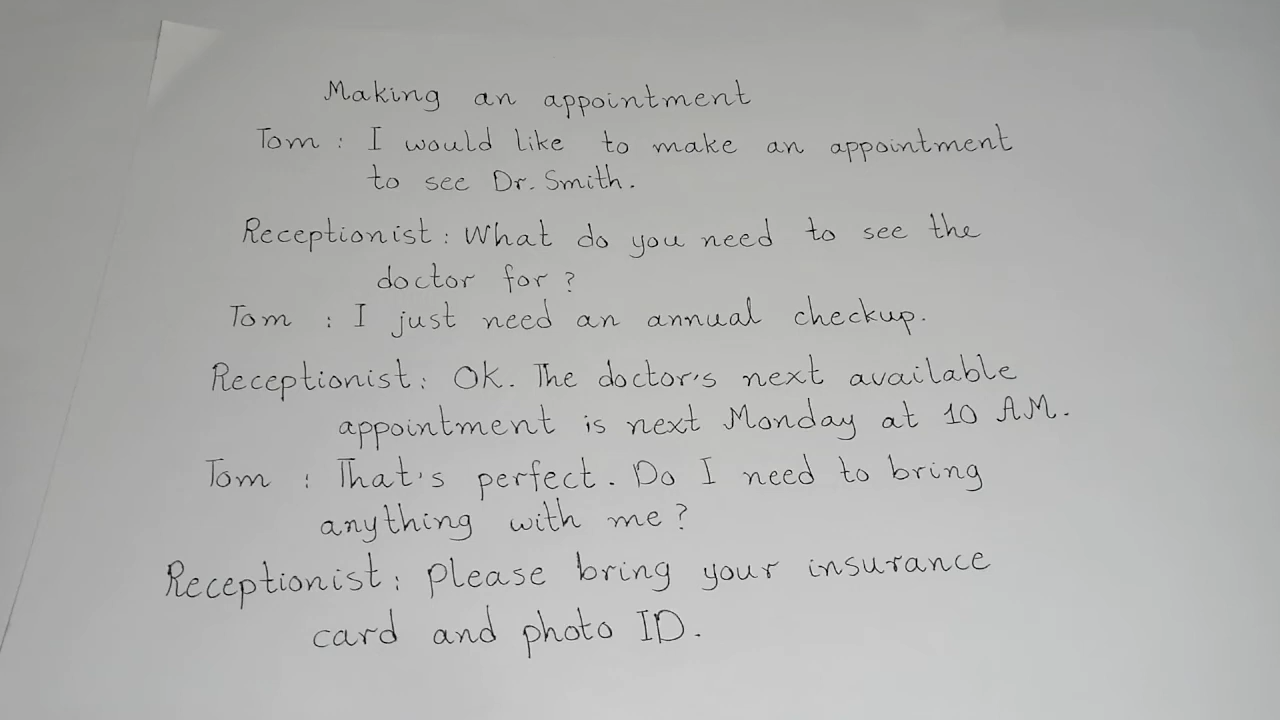 Making an appointment
Tom : I would like to make an appointment
to see Dr. Smith.
Receptionist : What do you need to see the
doctor for ?
Tom : I just need an annual checkup.
Receptionist : OK. The doctor's next available
appointment is next Monday at 10 AM.
Tom : That's perfect. Do I need to bring
anything with me ?
Receptionist : please bring your insurance
card and photo ID.